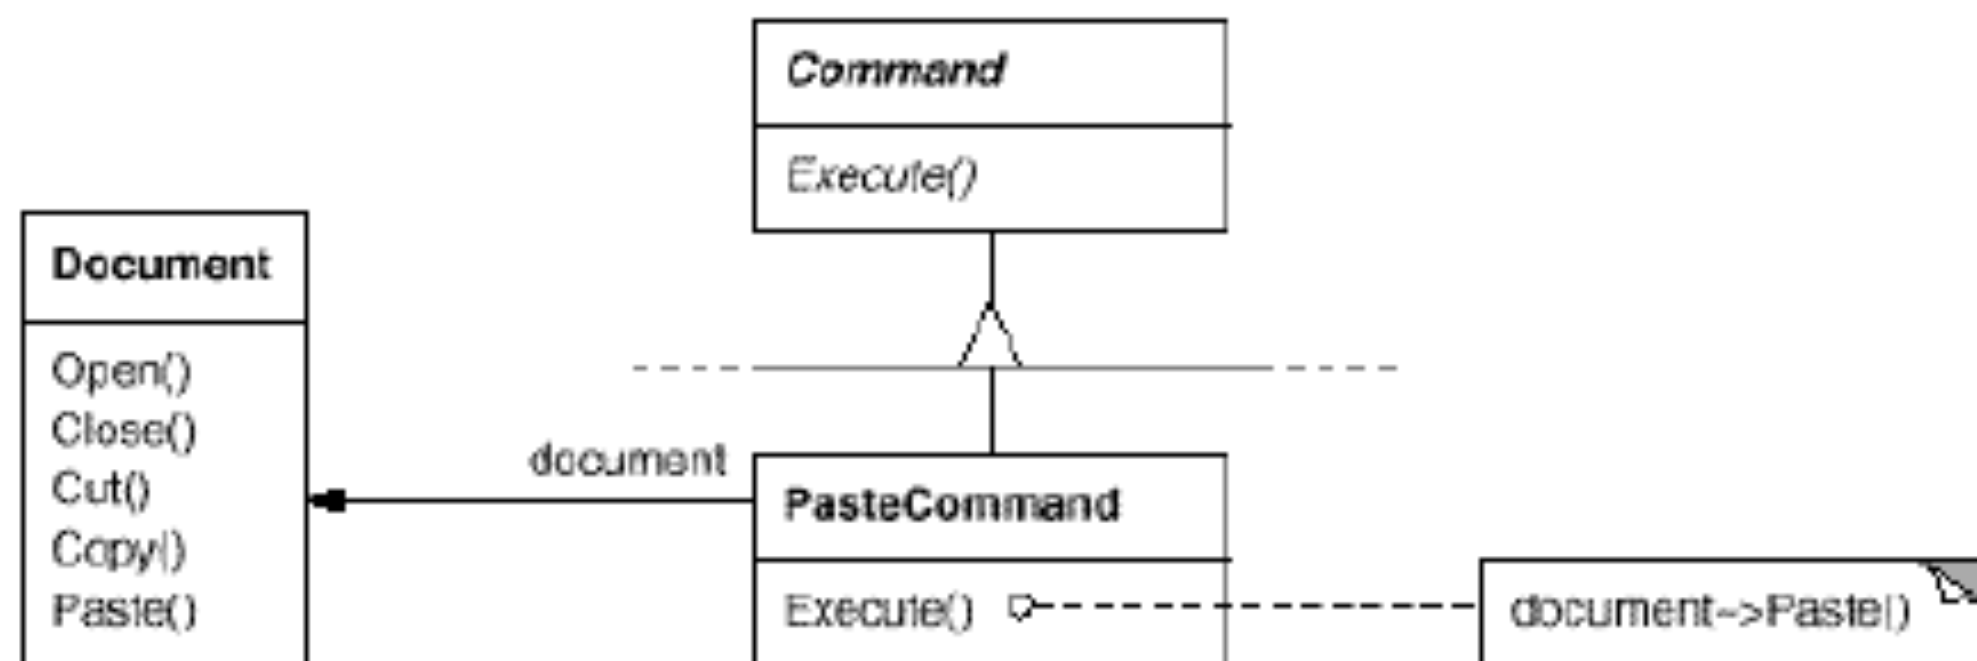 Command
Execute()
Document
Open()
Close()
Cut()
Copy()
Paste()
document
PasteCommand
Execute()
document->Paste()